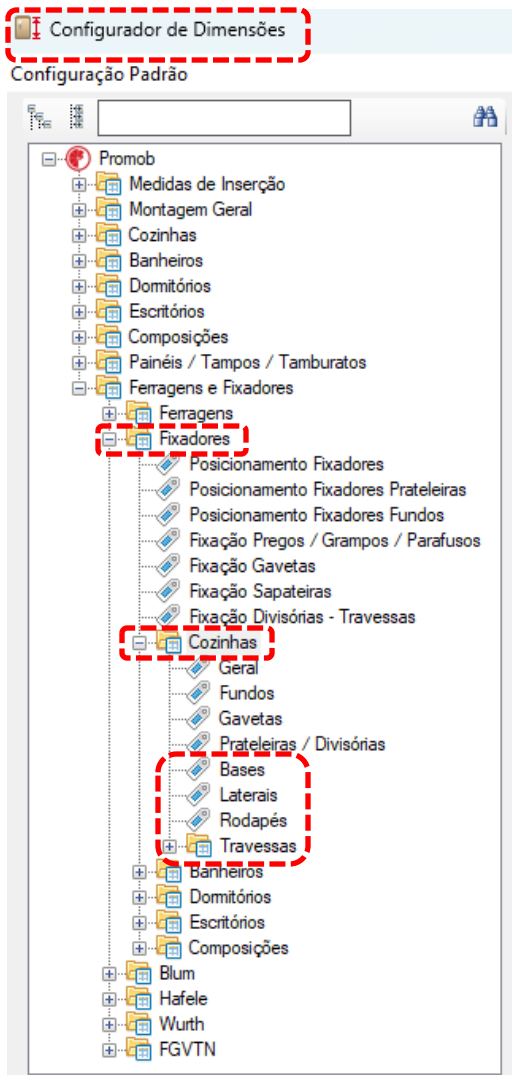 Configurador de Dimensões
Configuração Padrão
Promob
Medidas de Inserção
Montagem Geral
Cozinhas
Banheiros
Dormitórios
Escritórios
Composições
Painéis / Tampos / Tamburatos
Ferragens e Fixadores
Ferragens
Fixadores
Posicionamento Fixadores
Posicionamento Fixadores Prateleiras
Posicionamento Fixadores Fundos
Fixação Pregos / Grampos / Parafusos
Fixação Gavetas
Fixação Sapateiras
Fixação Divisórias - Travessas
Cozinhas
Geral
Fundos
Gavetas
Prateleiras / Divisórias
Bases
Laterais
Rodapés
Travessas
Banheiros
Dormitórios
Escritórios
Composições
Blum
Hafele
Wurth
FGVTN